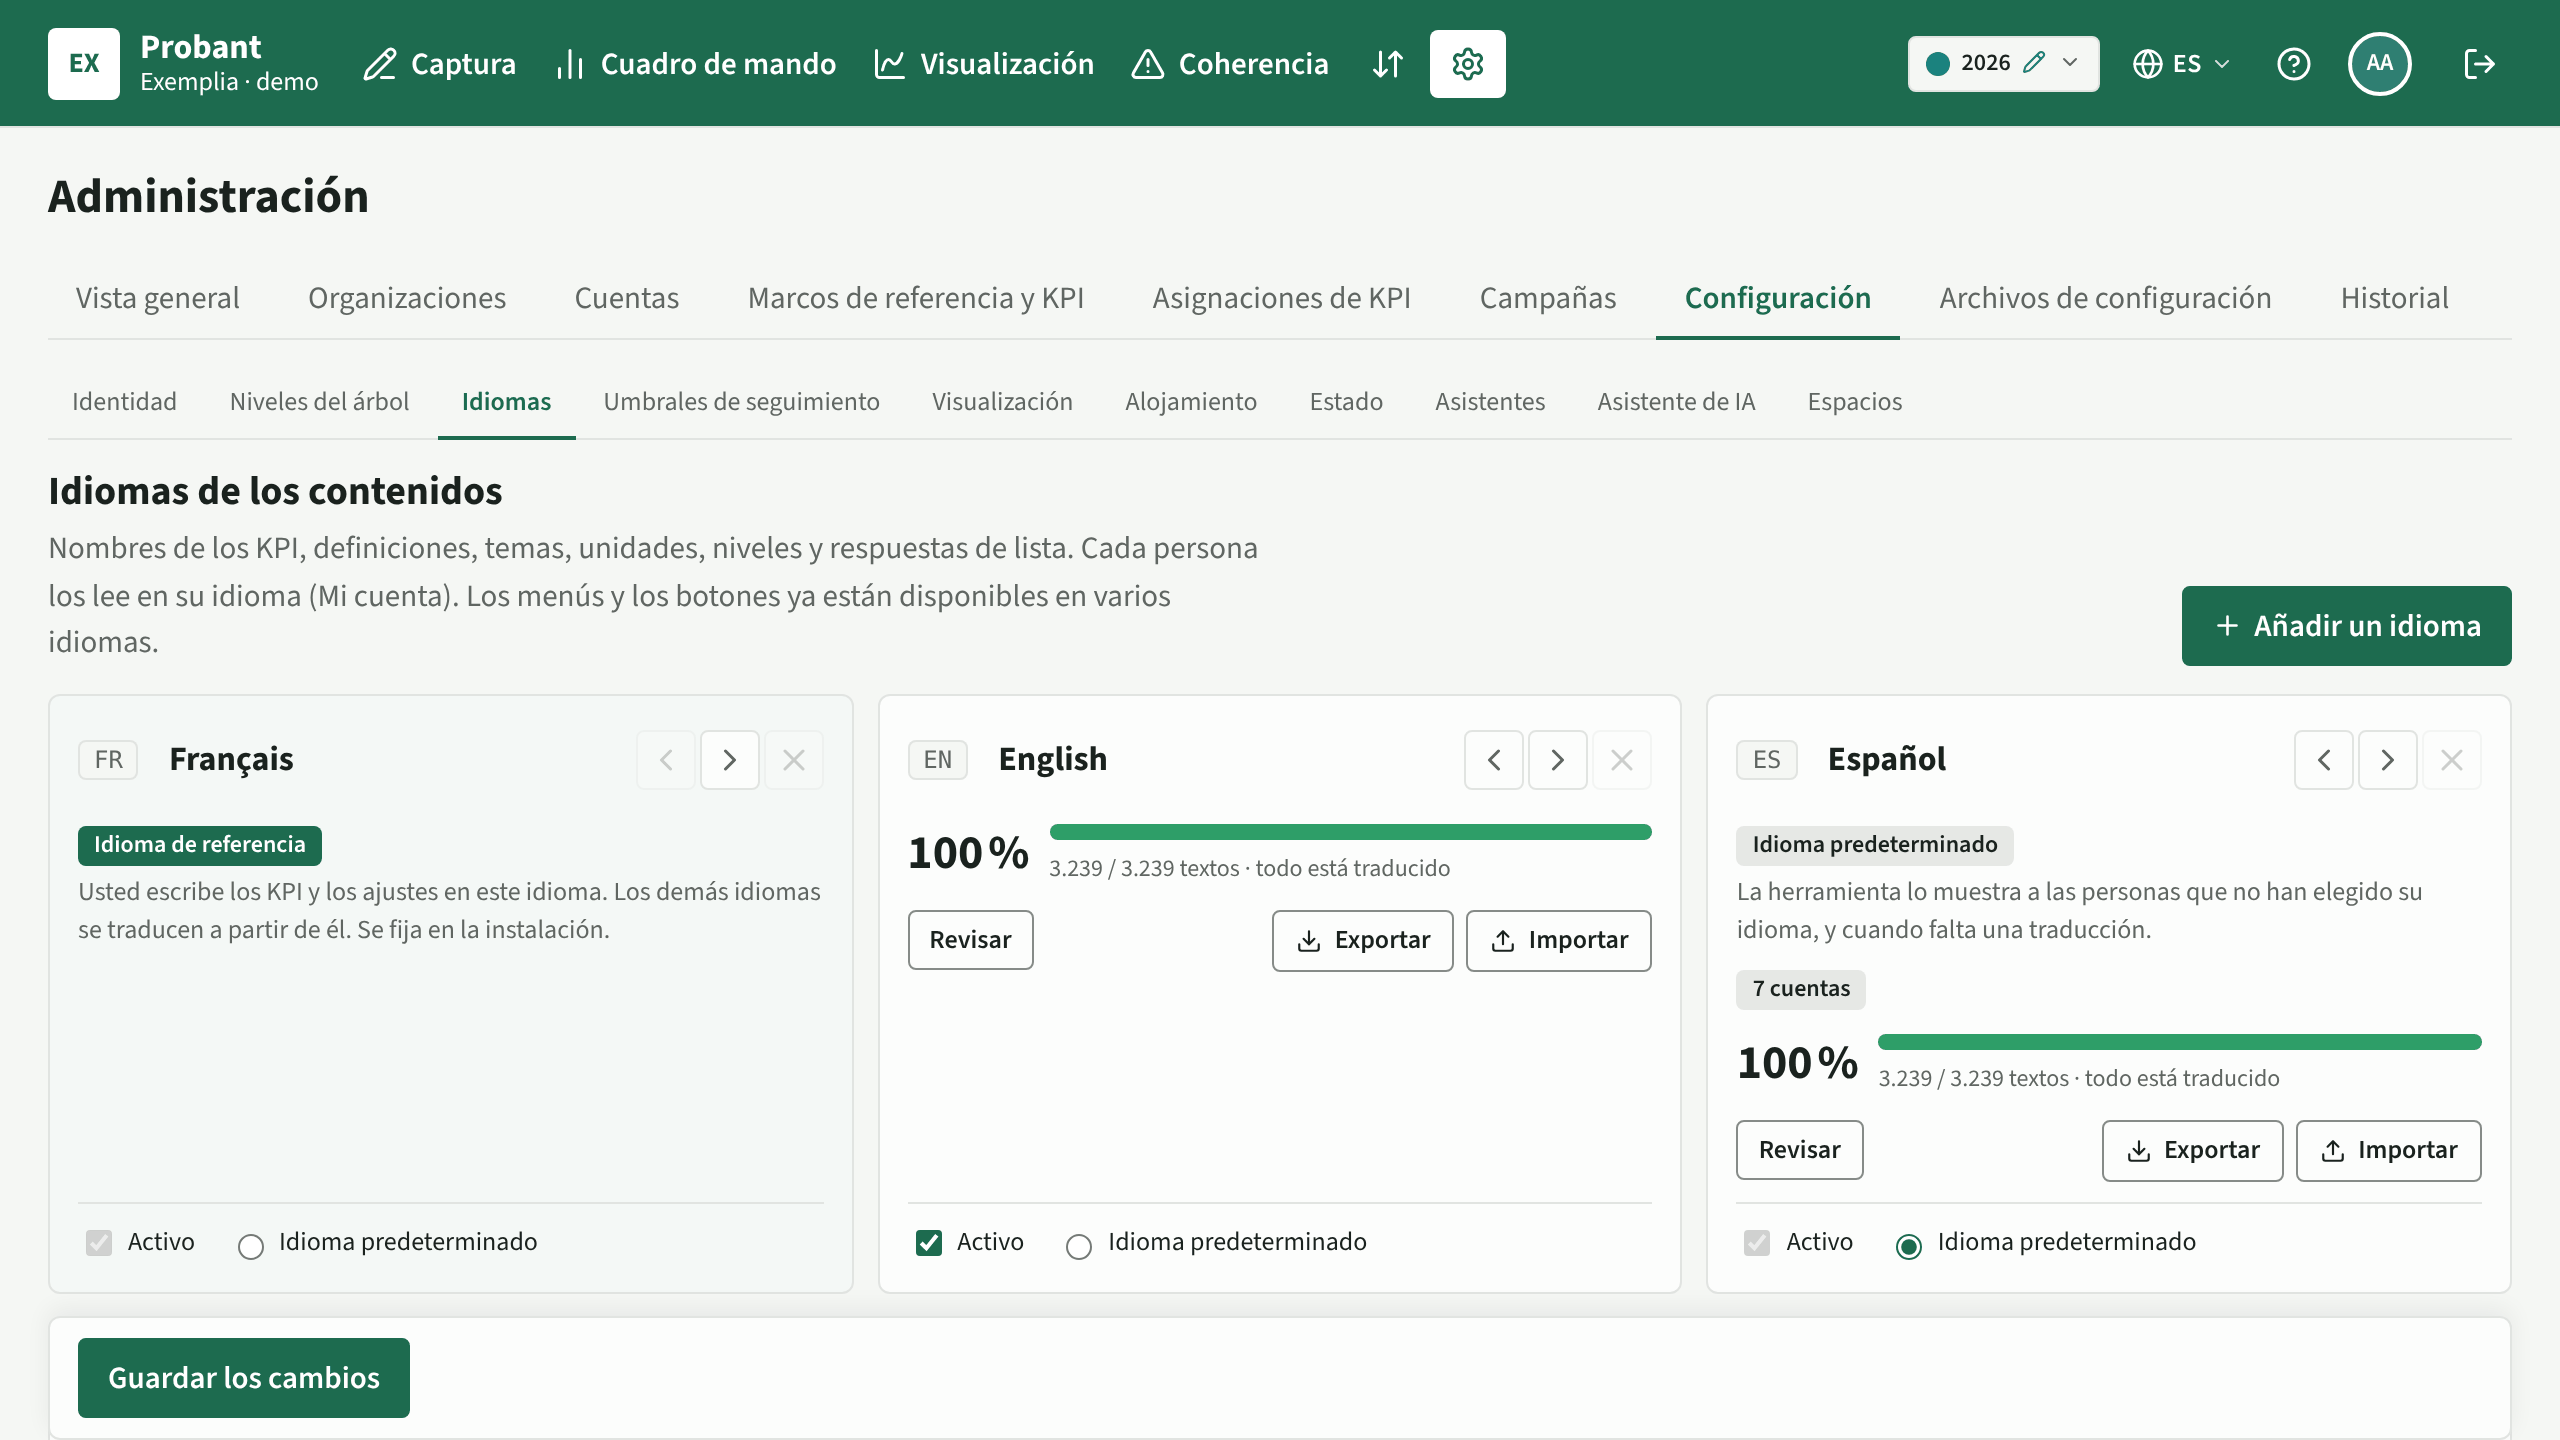 EX
Probant
Exemplia · demo
Captura
Cuadro de mando
Visualización
Coherencia
2026
ES
AA
Administración
Vista general
Organizaciones
Cuentas
Marcos de referencia y KPI
Asignaciones de KPI
Campañas
Configuración
Archivos de configuración
Historial
Identidad
Niveles del árbol
Idiomas
Umbrales de seguimiento
Visualización
Alojamiento
Estado
Asistentes
Asistente de IA
Espacios
Idiomas de los contenidos
Nombres de los KPI, definiciones, temas, unidades, niveles y respuestas de lista. Cada persona
los lee en su idioma (Mi cuenta). Los menús y los botones ya están disponibles en varios
idiomas.
Añadir un idioma
FR
Français
Idioma de referencia
Usted escribe los KPI y los ajustes en este idioma. Los demás idiomas
se traducen a partir de él. Se fija en la instalación.
Activo
Idioma predeterminado
EN
English
100 %
3.239 / 3.239 textos · todo está traducido
Revisar
Exportar
Importar
Activo
Idioma predeterminado
ES
Español
Idioma predeterminado
La herramienta lo muestra a las personas que no han elegido su
idioma, y cuando falta una traducción.
7 cuentas
100 %
3.239 / 3.239 textos · todo está traducido
Revisar
Exportar
Importar
Activo
Idioma predeterminado
Guardar los cambios